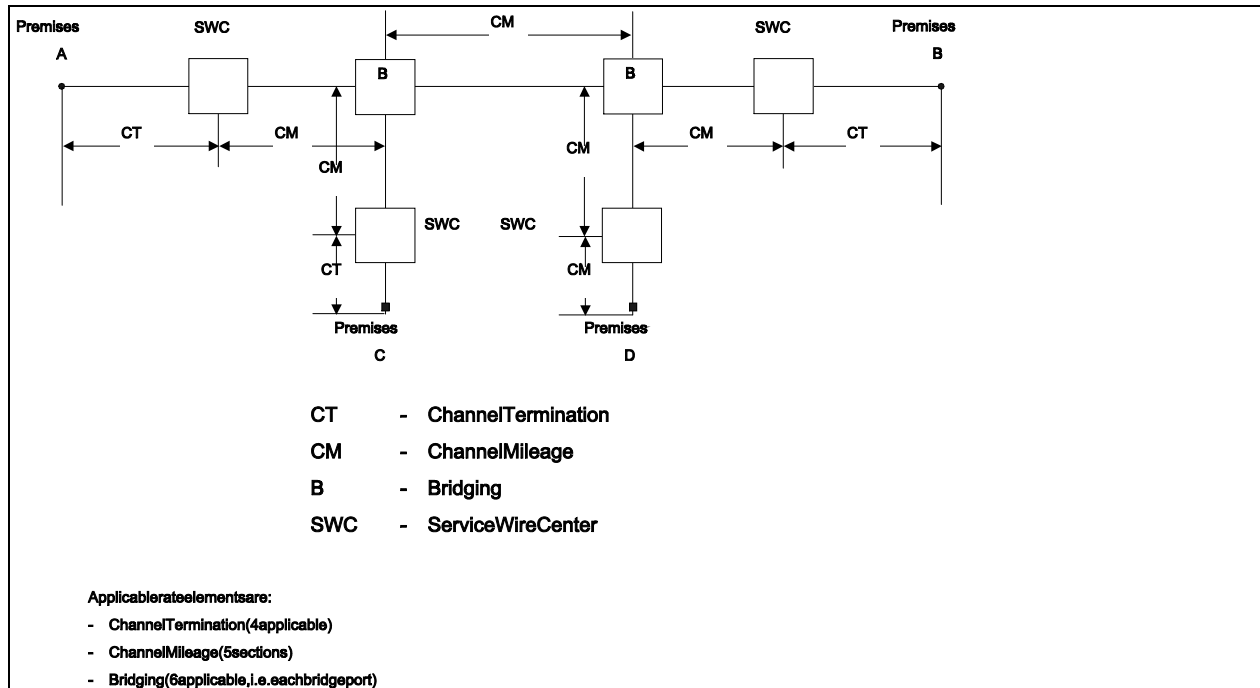 CM
Premises SWC SWC Premises
A B
B B
CT CM CM CT
CM CM
SWC SWC
CT CM
Premises Premises
C D
CT - ChannelTermination
CM - ChannelMileage
B - Bridging
SWC - ServiceWireCenter
Applicablerateelementsare:
- ChannelTermination(4applicable)
- ChannelMileage(5sections)
- Bridging(6applicable,i.e.eachbridgeport)